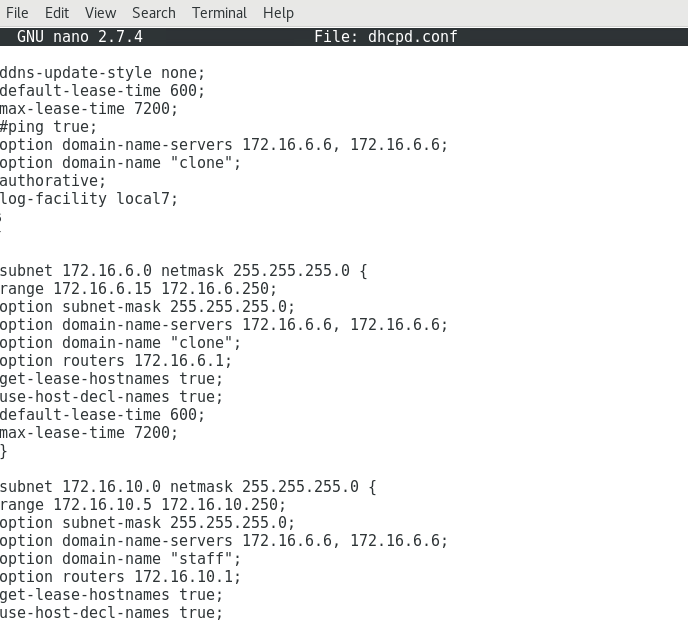 File Edit View Search Terminal Help
GNU nano 2.7.4 File: dhcpd.conf
ddns-update-style none;
default-lease-time 600;
max-lease-time 7200;
#ping true;
option domain-name-servers 172.16.6.6, 172.16.6.6;
option domain-name "clone";
authorative;
log-facility local7;
subnet 172.16.6.0 netmask 255.255.255.0 {
range 172.16.6.15 172.16.6.250;
option subnet-mask 255.255.255.0;
option domain-name-servers 172.16.6.6, 172.16.6.6;
option domain-name "clone";
option routers 172.16.6.1;
get-lease-hostnames true;
use-host-decl-names true;
default-lease-time 600;
max-lease-time 7200;
}
subnet 172.16.10.0 netmask 255.255.255.0 {
range 172.16.10.5 172.16.10.250;
option subnet-mask 255.255.255.0;
option domain-name-servers 172.16.6.6, 172.16.6.6;
option domain-name "staff";
option routers 172.16.10.1;
get-lease-hostnames true;
use-host-decl-names true;